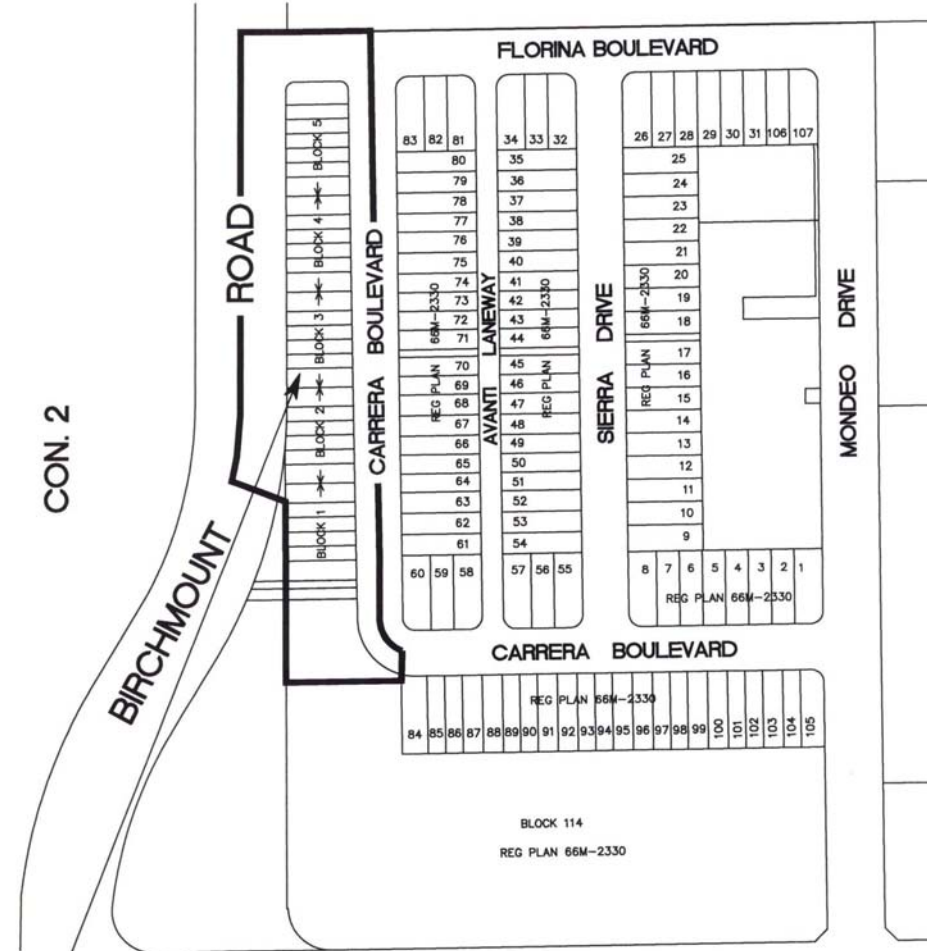 FLORINA BOULEVARD
CON. 2
BIRCHMOUNT
ROAD
BLOCK 5
BLOCK 4
BLOCK 3
BLOCK 2
BLOCK 1
CARRERA BOULEVARD
83 82 81
80
79
78
77
76
75
74
73
72
71
70
69
68
67
66
65
64
63
62
61
60 59 58
REG PLAN 66M-2330
AVANTI LANEWAY
34 33 32
35
36
37
38
39
40
41
42
43
44
45
46
47
48
49
50
51
52
53
54
57 56 55
REG PLAN 66M-2330
SIERRA DRIVE
26 27 28 29 30 31 106 107
25
24
23
22
21
20
19
18
17
16
15
14
13
12
11
10
9
8 7 6 5 4 3 2 1
REG PLAN 66M-2330
REG PLAN 66M-2330
MONDEO DRIVE
CARRERA BOULEVARD
REG PLAN 66M-2330
84 85 86 87 88 89 90 91 92 93 94 95 96 97 98 99 100 101 102 103 104 105
BLOCK 114
REG PLAN 66M-2330